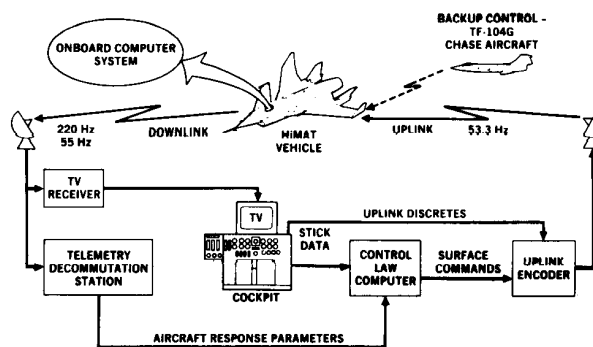 BACKUP CONTROL -
TF-104G
CHASE AIRCRAFT
ONBOARD COMPUTER
SYSTEM
220 Hz
55 Hz
DOWNLINK
HiMAT
VEHICLE
UPLINK
53.3 Hz
TV
RECEIVER
TV
UPLINK DISCRETES
STICK
DATA
TELEMETRY
DECOMMUTATION
STATION
COCKPIT
CONTROL
LAW
COMPUTER
SURFACE
COMMANDS
UPLINK
ENCODER
AIRCRAFT RESPONSE PARAMETERS